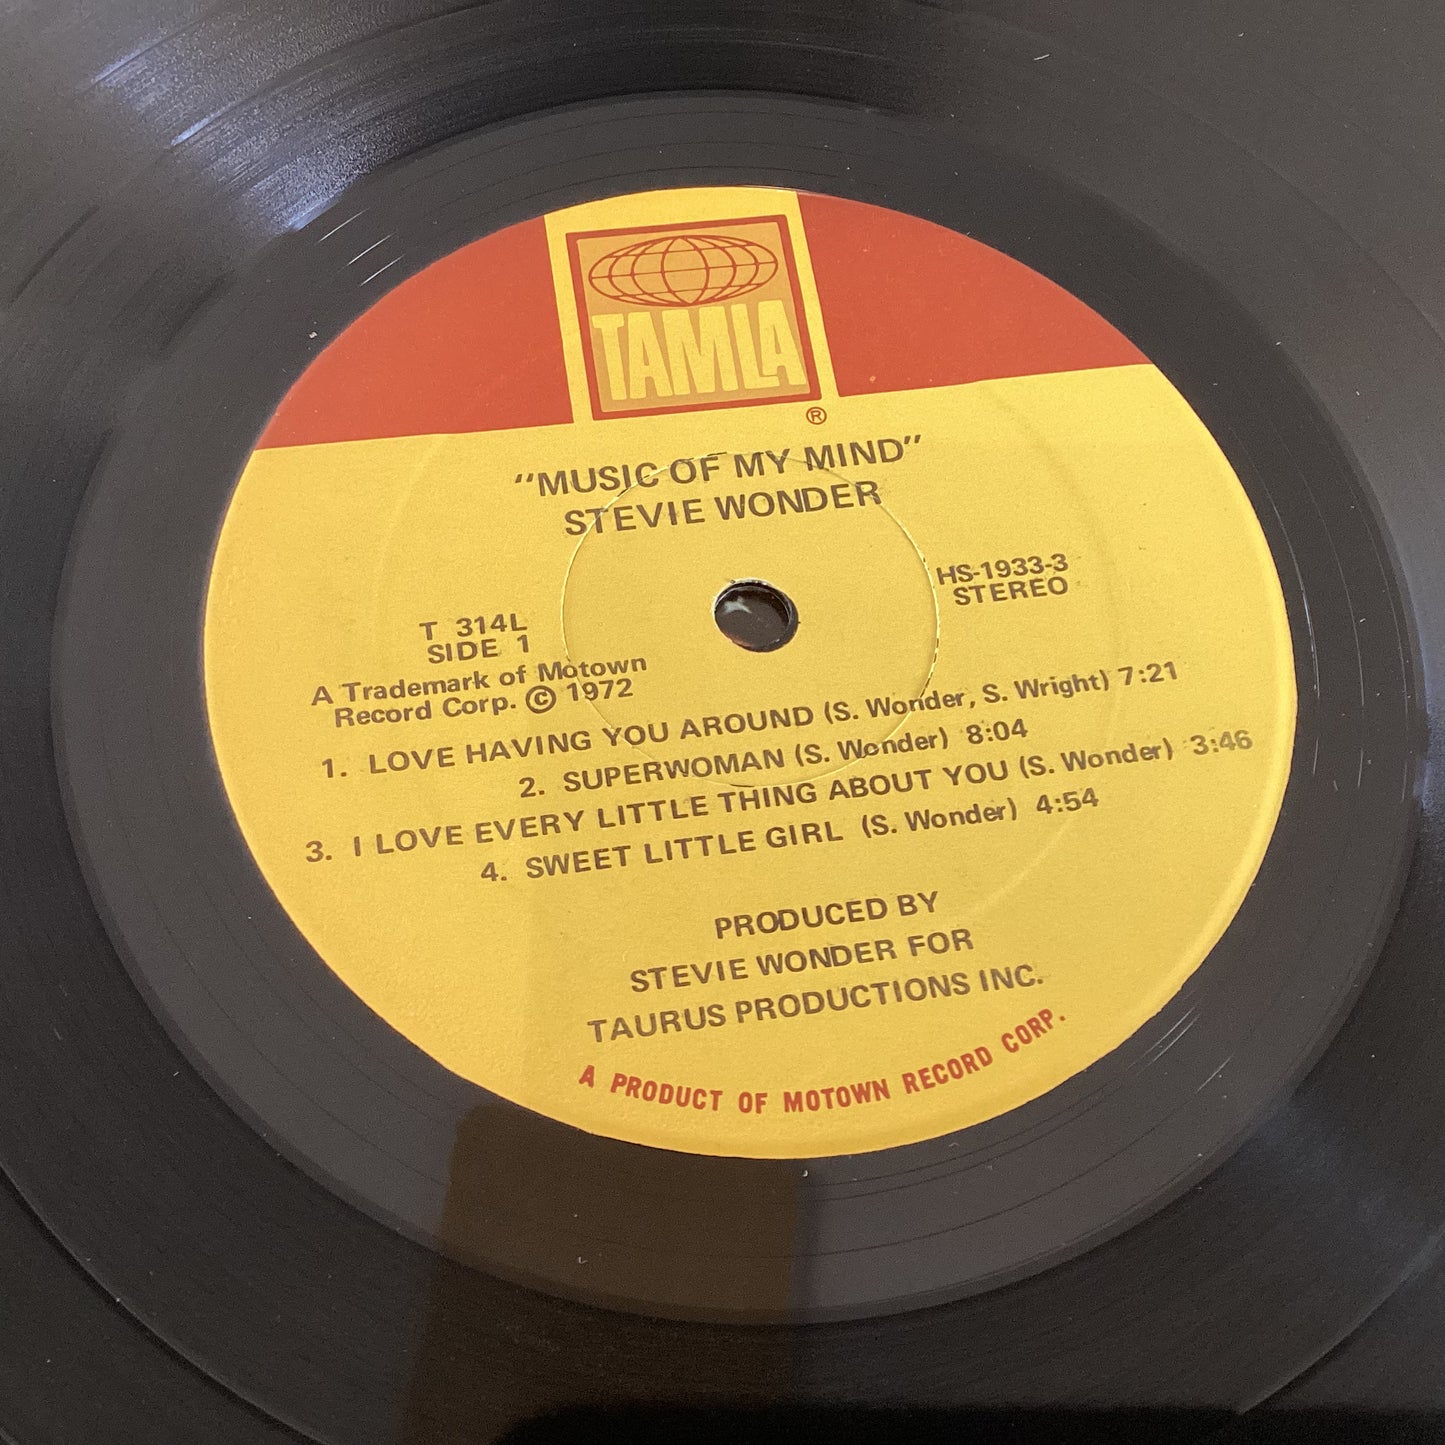 TAMLA
®
"MUSIC OF MY MIND"
STEVIE WONDER
HS-1933-3
STEREO
T 314L
SIDE 1
A Trademark of Motown
Record Corp. © 1972
1. LOVE HAVING YOU AROUND (S. Wonder, S. Wright) 7:21
2. SUPERWOMAN (S. Wonder) 8:04
3. I LOVE EVERY LITTLE THING ABOUT YOU (S. Wonder) 3:46
4. SWEET LITTLE GIRL (S. Wonder) 4:54
PRODUCED BY
STEVIE WONDER FOR
TAURUS PRODUCTIONS INC.
A PRODUCT OF MOTOWN RECORD CORP.